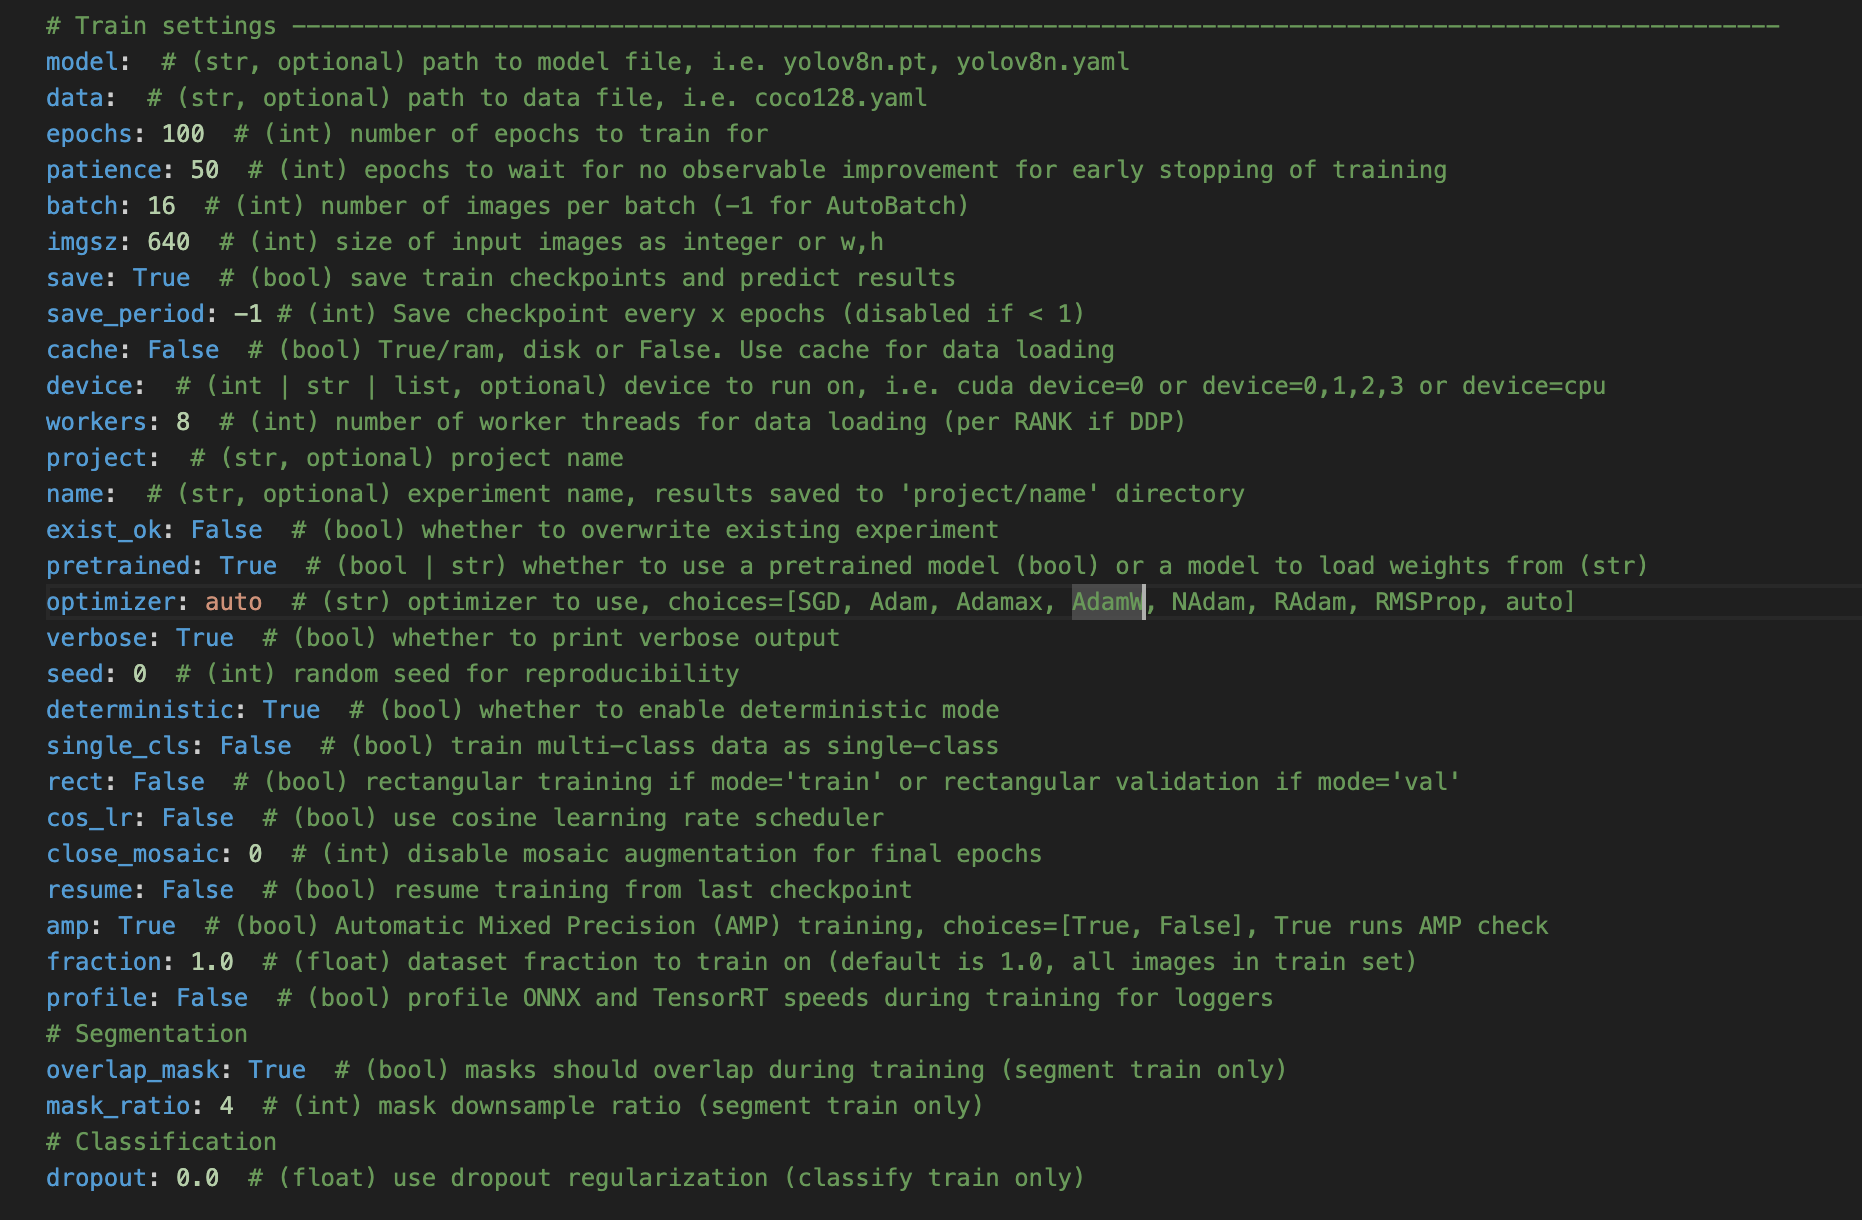 # Train settings -------------------------------------------------------------------------------------------------------
model:  # (str, optional) path to model file, i.e. yolov8n.pt, yolov8n.yaml
data:  # (str, optional) path to data file, i.e. coco128.yaml
epochs: 100  # (int) number of epochs to train for
patience: 50  # (int) epochs to wait for no observable improvement for early stopping of training
batch: 16  # (int) number of images per batch (-1 for AutoBatch)
imgsz: 640  # (int) size of input images as integer or w,h
save: True  # (bool) save train checkpoints and predict results
save_period: -1 # (int) Save checkpoint every x epochs (disabled if < 1)
cache: False  # (bool) True/ram, disk or False. Use cache for data loading
device:  # (int | str | list, optional) device to run on, i.e. cuda device=0 or device=0,1,2,3 or device=cpu
workers: 8  # (int) number of worker threads for data loading (per RANK if DDP)
project:  # (str, optional) project name
name:  # (str, optional) experiment name, results saved to 'project/name' directory
exist_ok: False  # (bool) whether to overwrite existing experiment
pretrained: True  # (bool | str) whether to use a pretrained model (bool) or a model to load weights from (str)
optimizer: auto  # (str) optimizer to use, choices=[SGD, Adam, Adamax, AdamW, NAdam, RAdam, RMSProp, auto]
verbose: True  # (bool) whether to print verbose output
seed: 0  # (int) random seed for reproducibility
deterministic: True  # (bool) whether to enable deterministic mode
single_cls: False  # (bool) train multi-class data as single-class
rect: False  # (bool) rectangular training if mode='train' or rectangular validation if mode='val'
cos_lr: False  # (bool) use cosine learning rate scheduler
close_mosaic: 0  # (int) disable mosaic augmentation for final epochs
resume: False  # (bool) resume training from last checkpoint
amp: True  # (bool) Automatic Mixed Precision (AMP) training, choices=[True, False], True runs AMP check
fraction: 1.0  # (float) dataset fraction to train on (default is 1.0, all images in train set)
profile: False  # (bool) profile ONNX and TensorRT speeds during training for loggers
# Segmentation
overlap_mask: True  # (bool) masks should overlap during training (segment train only)
mask_ratio: 4  # (int) mask downsample ratio (segment train only)
# Classification
dropout: 0.0  # (float) use dropout regularization (classify train only)